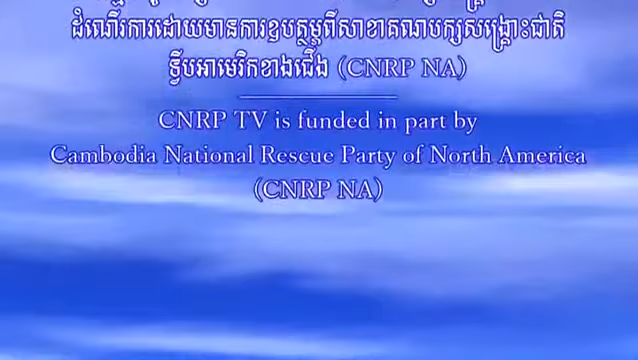 ដំណើរការដោយមានការឧបត្ថម្ភពីសាខាគណបក្សសង្គ្រោះជាតិ
ទ្វីបអាមេរិកខាងជើង (CNRP NA)
CNRP TV is funded in part by
Cambodia National Rescue Party of North America
(CNRP NA)